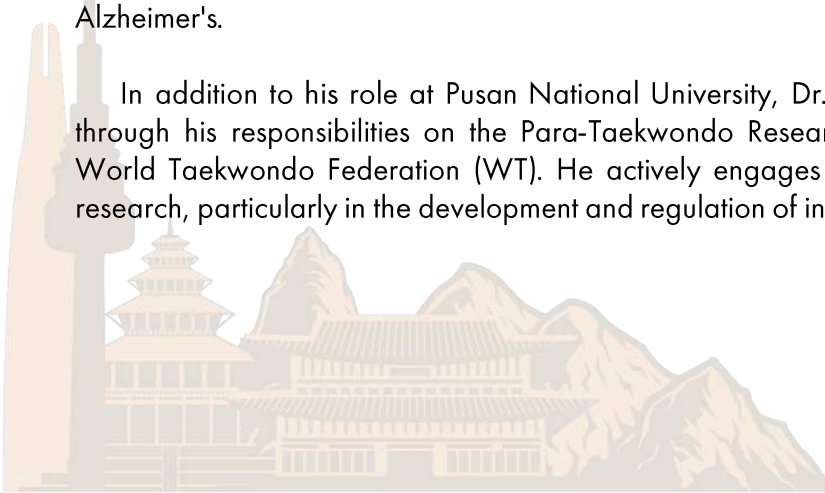 Alzheimer's.
In addition to his role at Pusan National University, Dr.
through his responsibilities on the Para-Taekwondo Resear
World Taekwondo Federation (WT). He actively engages
research, particularly in the development and regulation of in